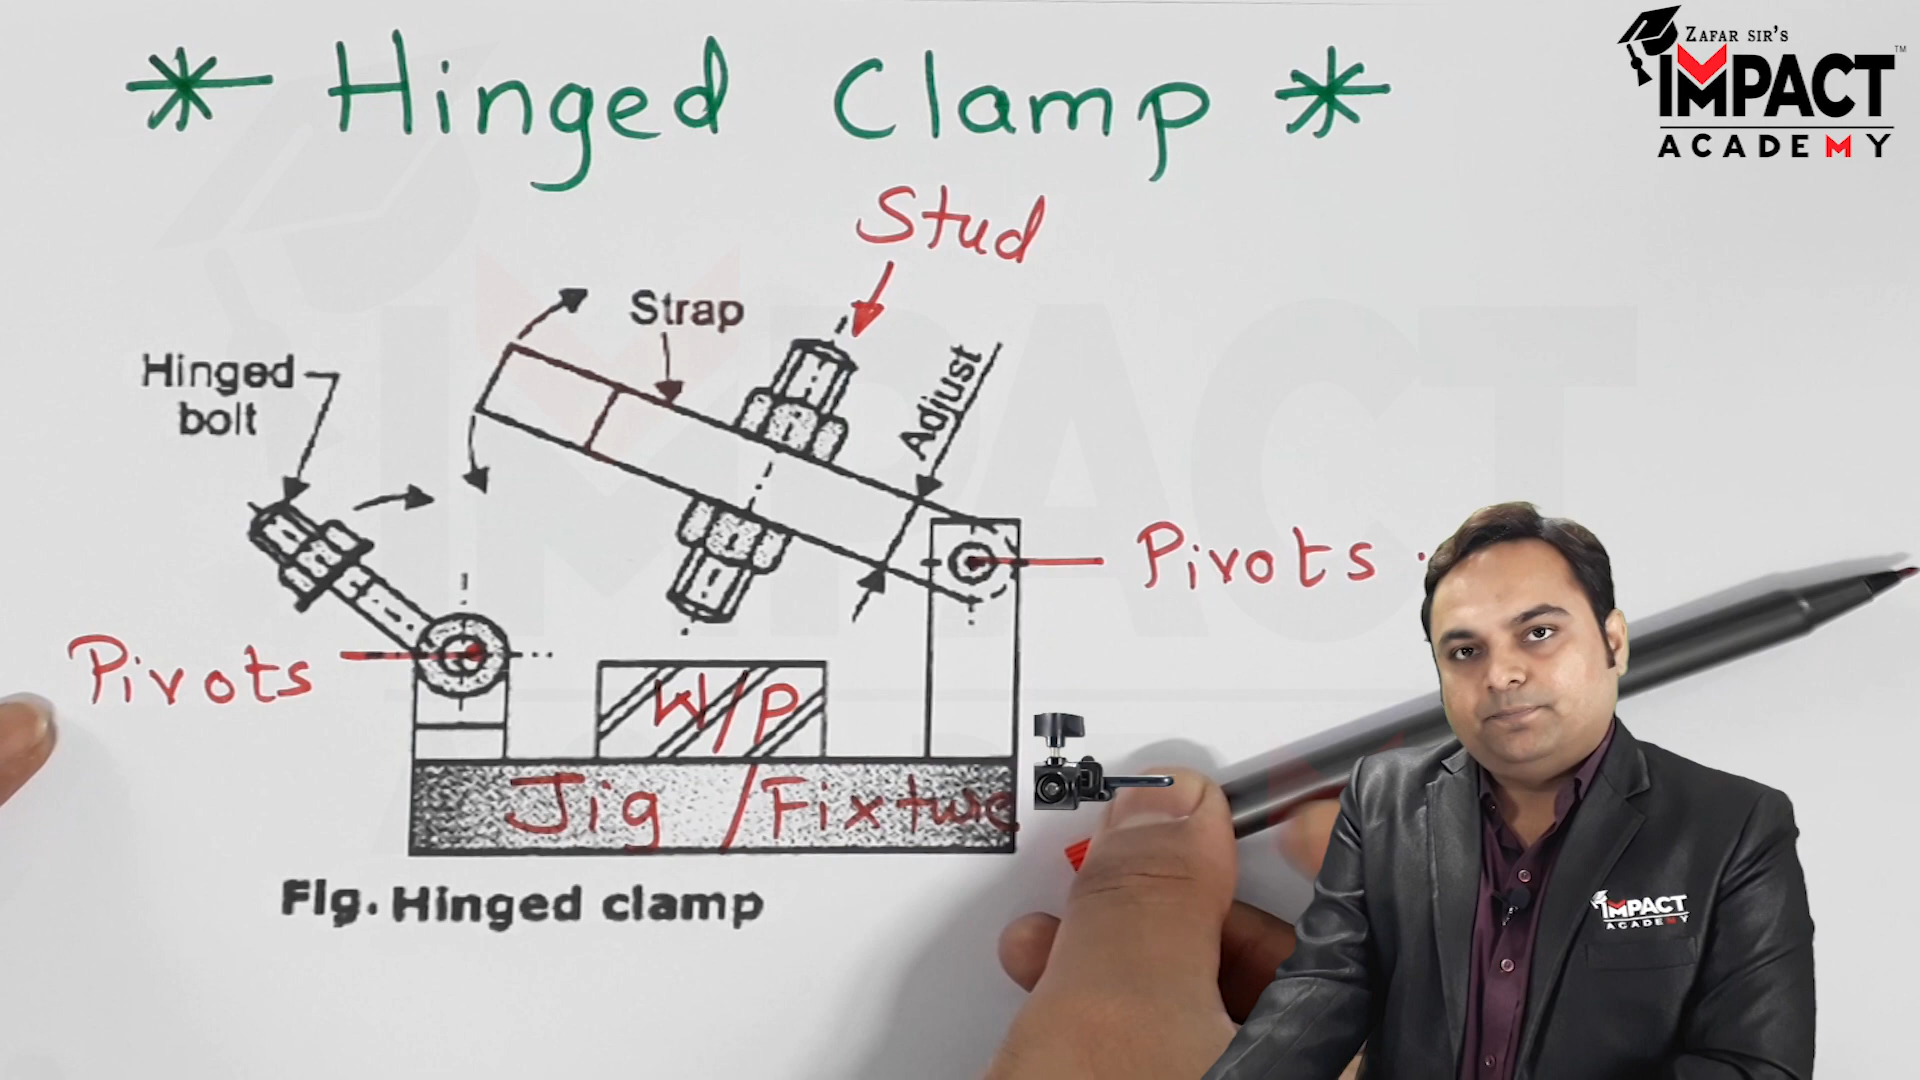 * Hinged Clamp *
ZAFAR SIR'S
IMPACT™
ACADEMY
Stud
Strap
Hinged
bolt
Adjust
Pivots
Pivots
W/P
Jig/Fixture
Fig. Hinged clamp
IMPACT
ACADEMY